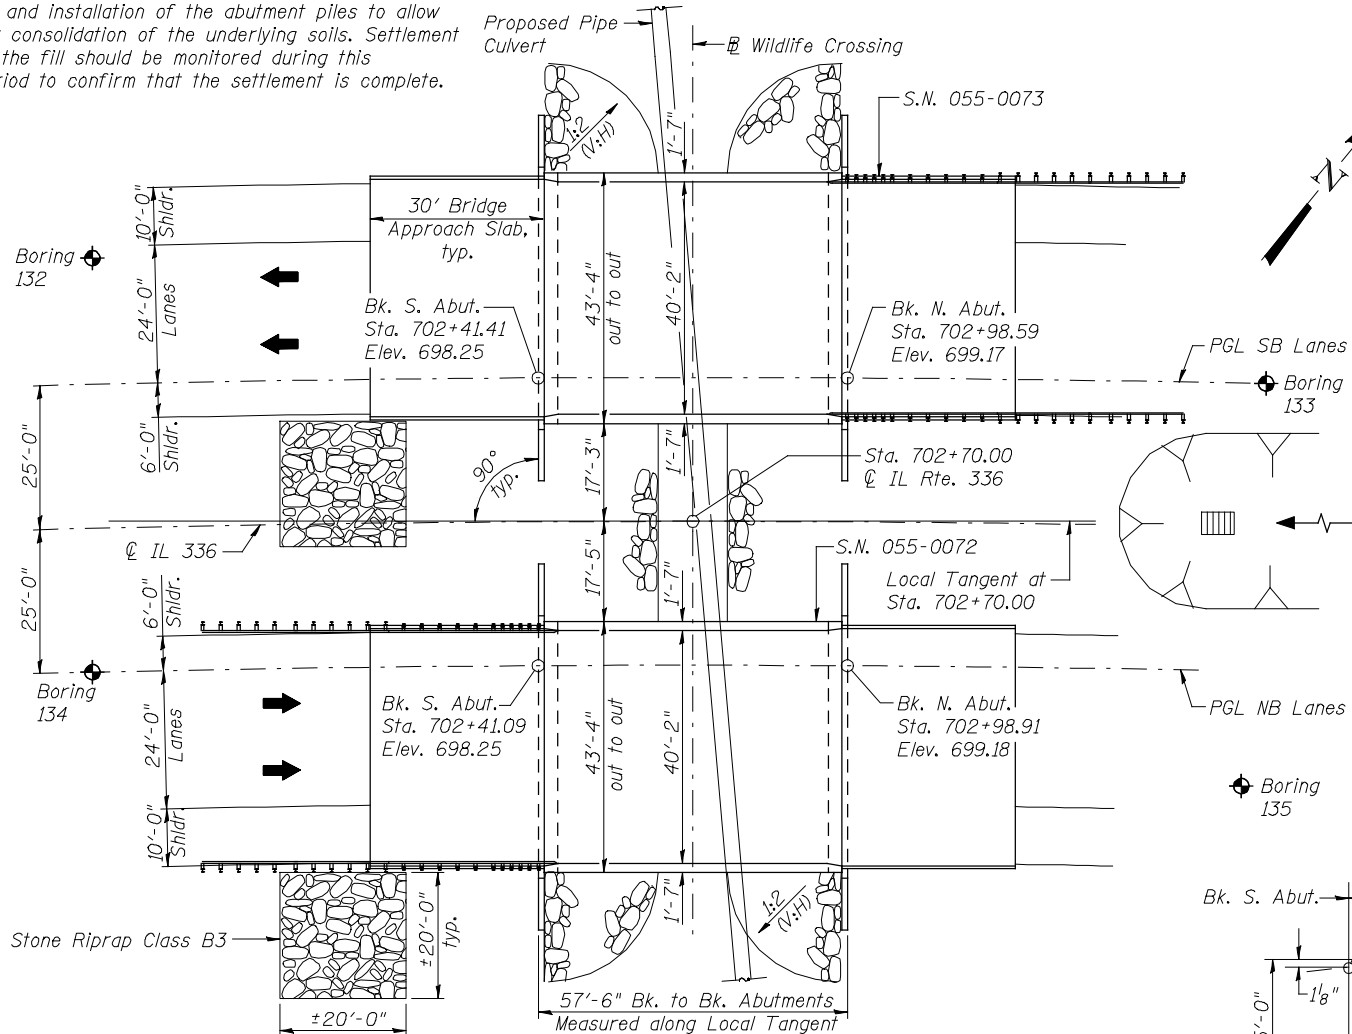 and installation of the abutment piles to allow
consolidation of the underlying soils. Settlement
the fill should be monitored during this
to confirm that the settlement is complete.
Proposed Pipe
Culvert
℄ Wildlife Crossing
S.N. 055-0073
1:2
(V:H)
1'-7"
N
10'-0"
Shldr.
30' Bridge
Approach Slab,
typ.
Boring
132
24'-0"
Lanes
43'-4"
out to out
40'-2"
Bk. S. Abut.
Sta. 702+41.41
Elev. 698.25
Bk. N. Abut.
Sta. 702+98.59
Elev. 699.17
PGL SB Lanes
Boring
133
25'-0"
6'-0"
Shldr.
90°
typ.
17'-3"
1'-7"
Sta. 702+70.00
℄ IL Rte. 336
℄ IL 336
S.N. 055-0072
17'-5"
1'-7"
Local Tangent at
Sta. 702+70.00
25'-0"
6'-0"
Shldr.
Boring
134
24'-0"
Lanes
Bk. S. Abut.
Sta. 702+41.09
Elev. 698.25
43'-4"
out to out
40'-2"
Bk. N. Abut.
Sta. 702+98.91
Elev. 699.18
PGL NB Lanes
Boring
135
10'-0"
Shldr.
1'-7"
1:2
(V:H)
Stone Riprap Class B3
±20'-0"
typ.
±20'-0"
57'-6" Bk. to Bk. Abutments
Measured along Local Tangent
Bk. S. Abut.
1⅛"